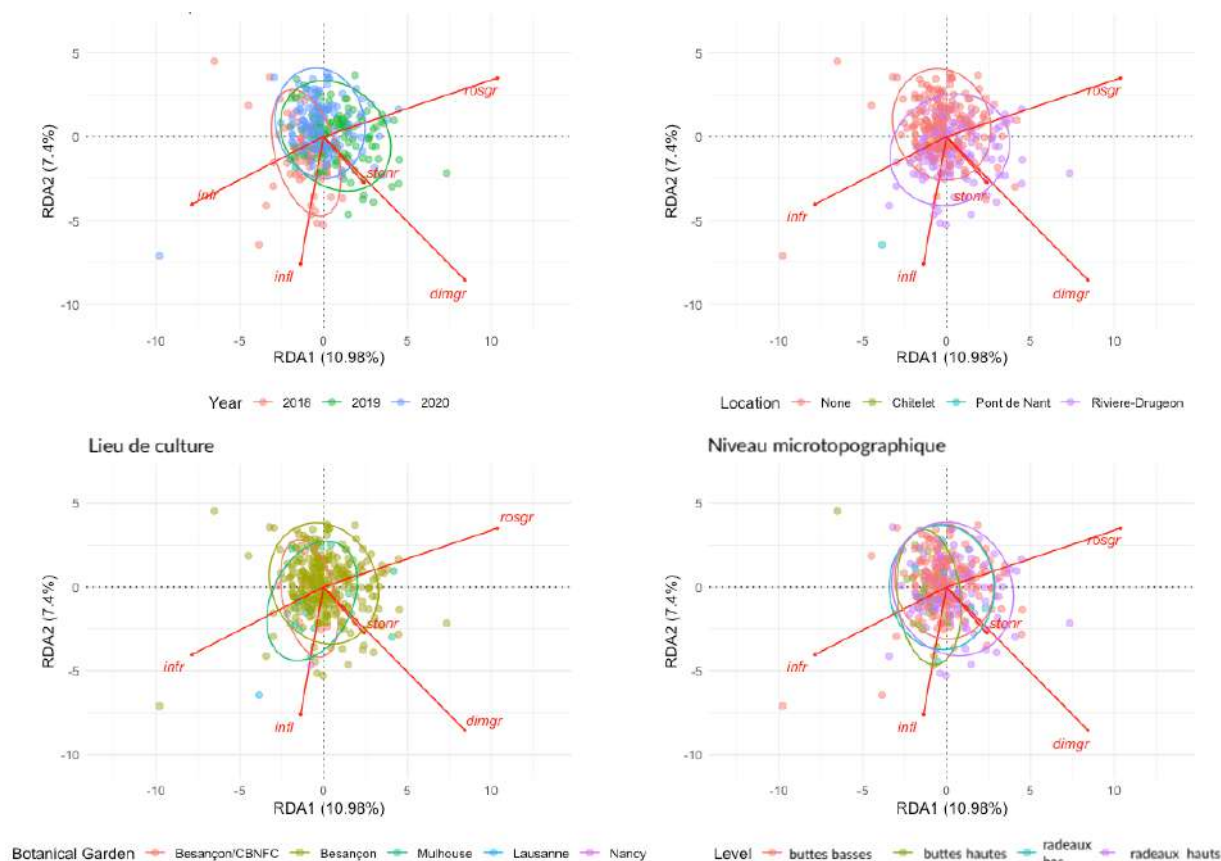 5
0
-5
-10
RDA2 (7.4%)
rosgr
stonr
infr
infl
dimgr
-10 -5 0 5 10
RDA1 (10.98%)
Year 2018 2019 2020
5
0
-5
-10
RDA2 (7.4%)
rosgr
stonr
infr
infl
dimgr
-10 -5 0 5 10
RDA1 (10.98%)
Location None Chitelet Pont de Nant Riviere-Drugeon
Lieu de culture
5
0
-5
-10
RDA2 (7.4%)
rosgr
stonr
infr
infl
dimgr
-10 -5 0 5 10
RDA1 (10.98%)
Botanical Garden Besançon/CBNFC Besançon Mulhouse Lausanne Nancy
Niveau microtopographique
5
0
-5
-10
RDA2 (7.4%)
rosgr
stonr
infr
infl
dimgr
-10 -5 0 5 10
RDA1 (10.98%)
Level buttes basses buttes hautes radeaux radeaux hauts